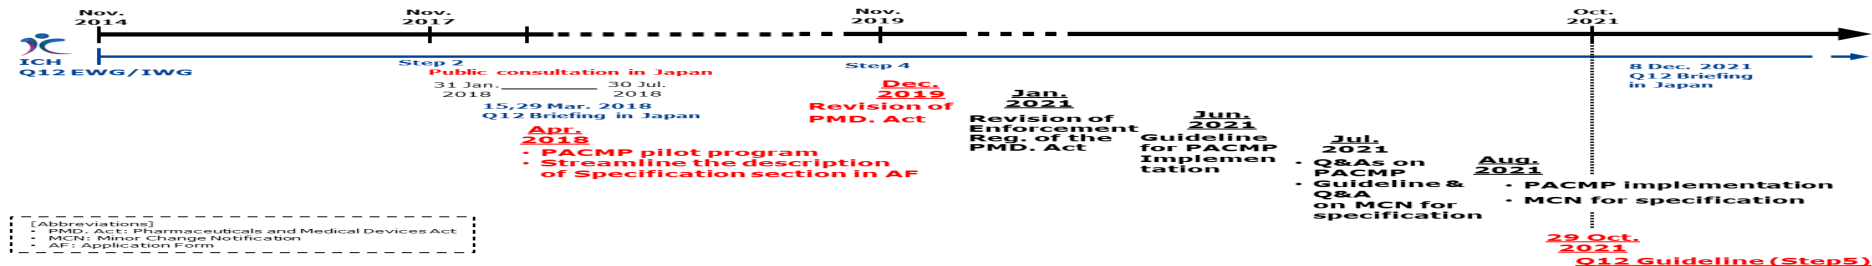 Nov.
2014
Nov.
2017
Nov.
2019
Oct.
2021
ICH
Q12 EWG/IWG
Step 2
Step 4
8 Dec. 2021
Q12 Briefing
in Japan
Public consultation in Japan
31 Jan.
2018
30 Jul.
2018
15,29 Mar. 2018
Q12 Briefing in Japan
Apr.
2018
• PACMP pilot program
• Streamline the description
of Specification section in AF
Dec.
2019
Revision of
PMD. Act
Jan.
2021
Revision of
Enforcement
Reg. of the
PMD. Act
Jun.
2021
Guideline
for PACMP
Implemen
tation
Jul.
2021
• Q&As on
PACMP
• Guideline &
Q&A
on MCN for
specification
Aug.
2021
• PACMP implementation
• MCN for specification
29 Oct.
2021
Q12 Guideline (Step5)
[Abbreviations]
• PMD. Act: Pharmaceuticals and Medical Devices Act
• MCN: Minor Change Notification
• AF: Application Form